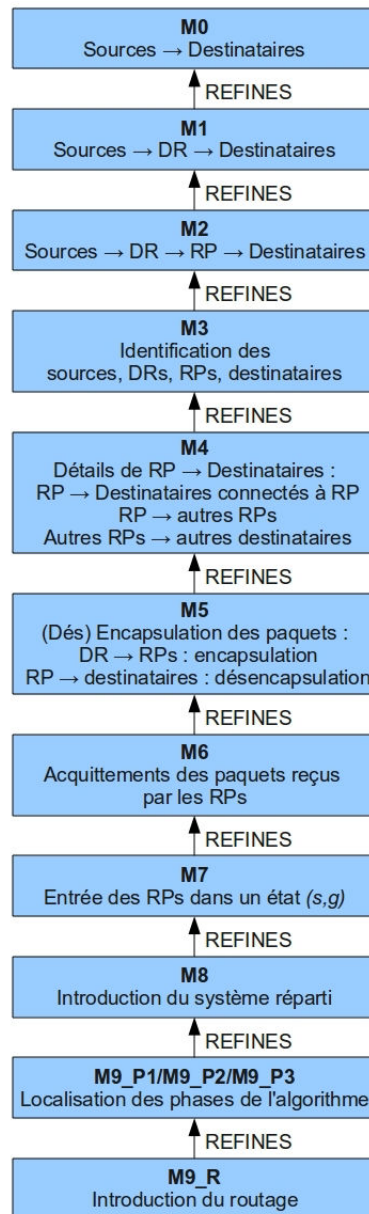 M0
Sources → Destinataires
REFINES
M1
Sources → DR → Destinataires
REFINES
M2
Sources → DR → RP → Destinataires
REFINES
M3
Identification des
sources, DRs, RPs, destinataires
REFINES
M4
Détails de RP → Destinataires :
RP → Destinataires connectés à RP
RP → autres RPs
Autres RPs → autres destinataires
REFINES
M5
(Dés) Encapsulation des paquets :
DR → RPs : encapsulation
RP → destinataires : désencapsulation
REFINES
M6
Acquittements des paquets reçus
par les RPs
REFINES
M7
Entrée des RPs dans un état (s,g)
REFINES
M8
Introduction du système réparti
REFINES
M9_P1/M9_P2/M9_P3
Localisation des phases de l'algorithme
REFINES
M9_R
Introduction du routage